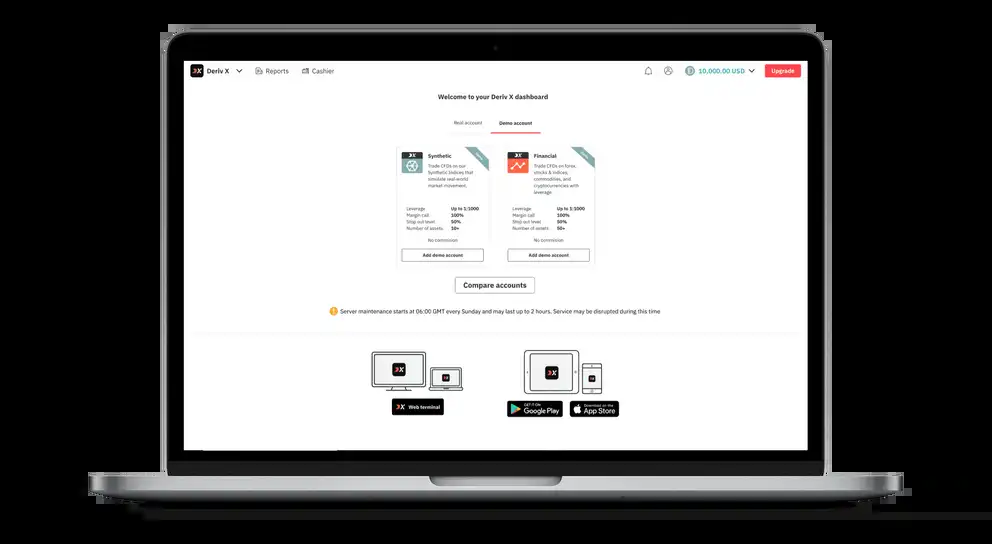 Deriv X
Reports
Cashier
10,000.00 USD
Upgrade
Welcome to your Deriv X dashboard
Real account
Demo account
Synthetic
Trade CFDs on our
Synthetic Indices that
simulate real-world
market movement.
Leverage Up to 1:1000
Margin call 100%
Stop out level 50%
Number of assets 10+
No commission
Add demo account
Financial
Trade CFDs on forex,
stocks & indices,
commodities, and
cryptocurrencies with
leverage
Leverage Up to 1:1000
Margin call 100%
Stop out level 50%
Number of assets 50+
No commission
Add demo account
Compare accounts
Server maintenance starts at 06:00 GMT every Sunday and may last up to 2 hours. Service may be disrupted during this time
Web terminal
GET IT ON
Google Play
Download on the
App Store